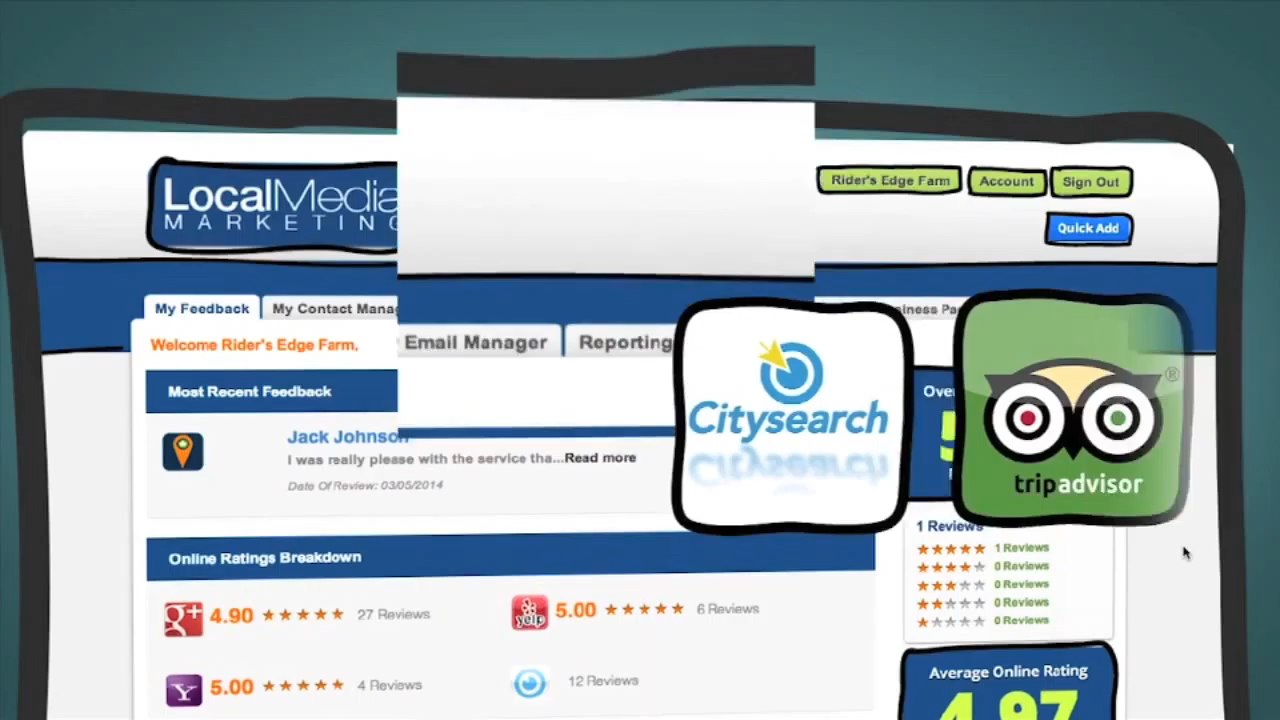 LocalMedia
MARKETING
Rider's Edge Farm
Account
Sign Out
Quick Add
My Feedback
My Contact
Email Manager
Reporting
Welcome Rider's Edge Farm,
Most Recent Feedback
Jack Johnson
I was really please with the service tha...Read more
Date Of Review: 03/05/2014
Citysearch
tripadvisor®
1 Reviews
1 Reviews
0 Reviews
0 Reviews
0 Reviews
0 Reviews
Online Ratings Breakdown
g+ 4.90 27 Reviews
yelp 5.00 6 Reviews
Y 5.00 4 Reviews
12 Reviews
Average Online Rating
4.97